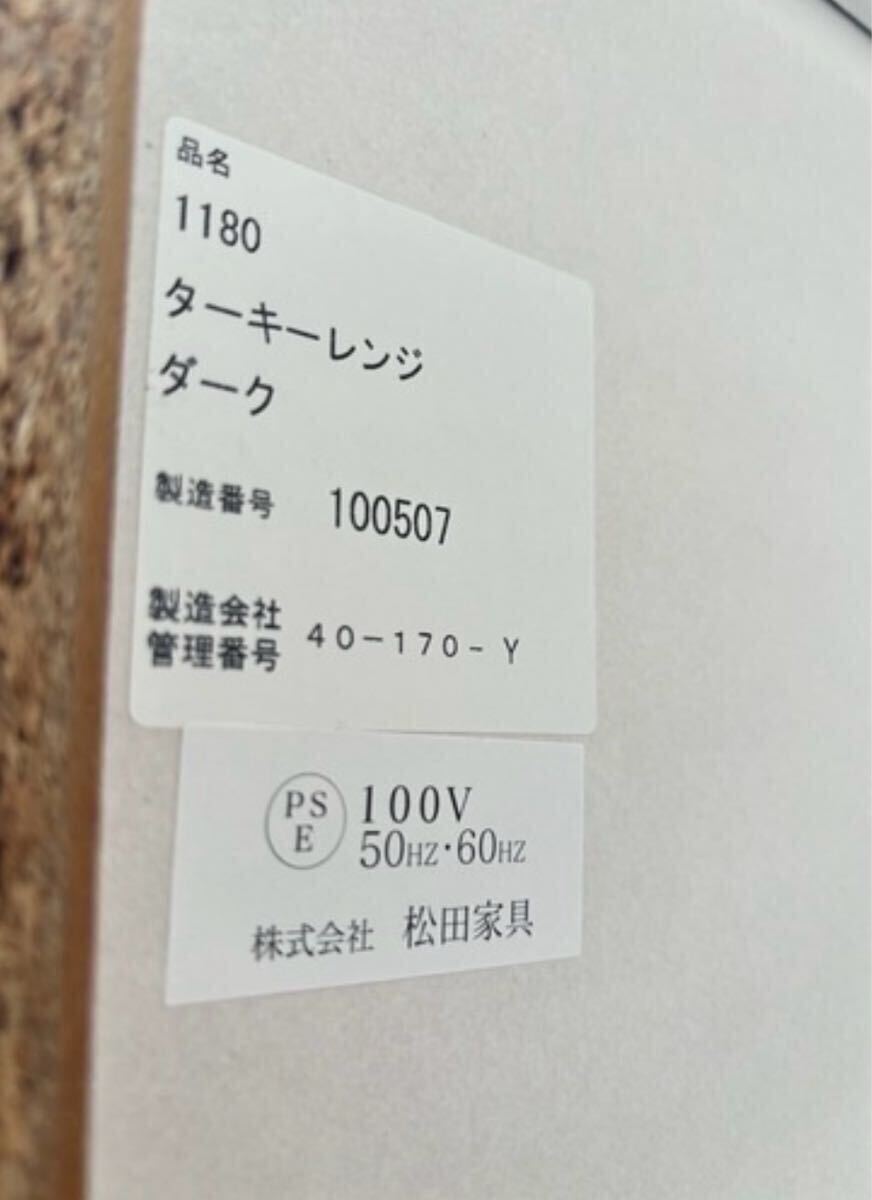 品名
1180
ターキーレンジ
ダーク
製造番号 100507
製造会社
管理番号 40-170-Y
PS
E
100V
50HZ・60HZ
株式会社 松田家具